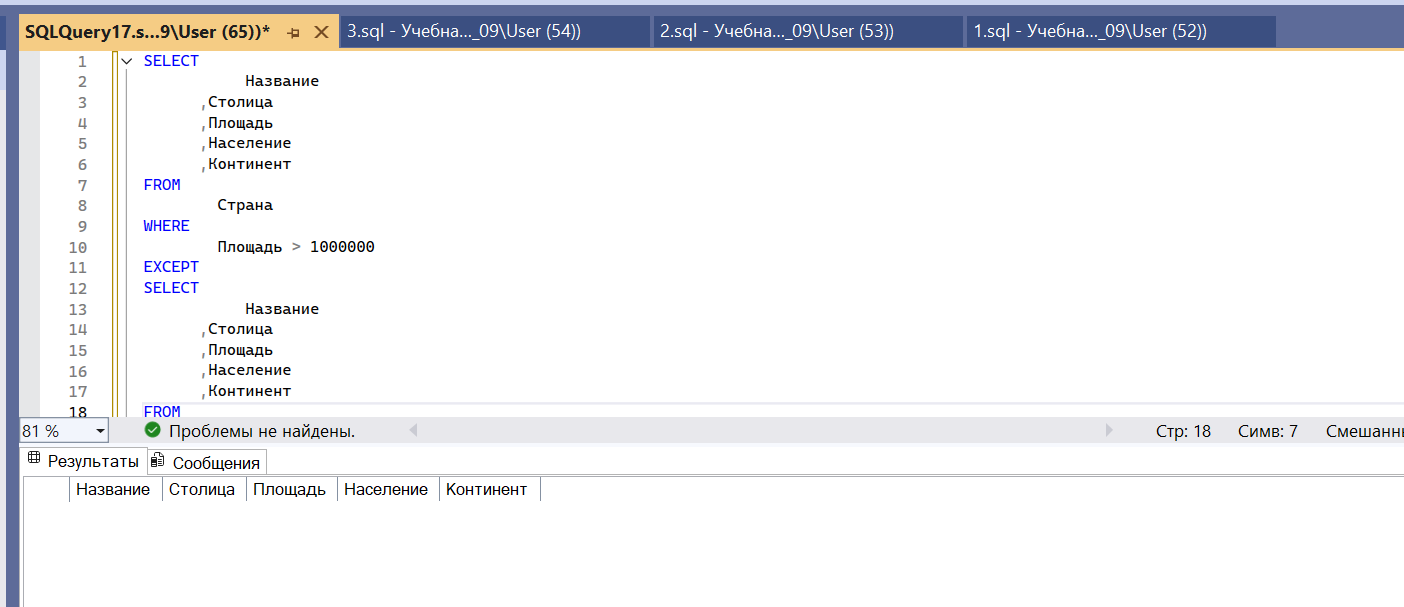 SQLQuery17.s...9\User (65))* 3.sql - Учебна..._09\User (54)) 2.sql - Учебна..._09\User (53)) 1.sql - Учебна..._09\User (52))
1 SELECT
2 Название
3 ,Столица
4 ,Площадь
5 ,Население
6 ,Континент
7 FROM
8 Страна
9 WHERE
10 Площадь > 1000000
11 EXCEPT
12 SELECT
13 Название
14 ,Столица
15 ,Площадь
16 ,Население
17 ,Континент
18 FROM
81 % Проблемы не найдены. Стр: 18 Симв: 7
Результаты Сообщения
Название Столица Площадь Население Континент